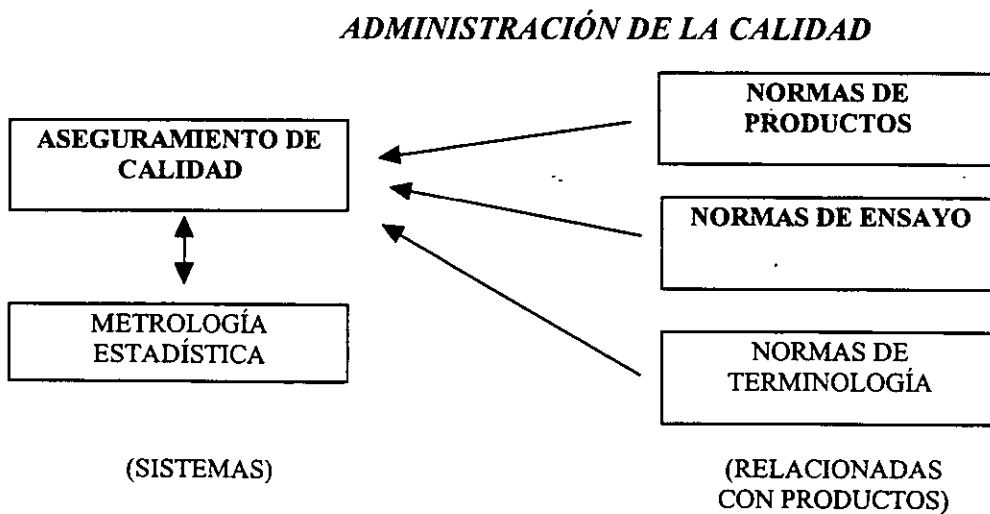 ADMINISTRACIÓN DE LA CALIDAD
ASEGURAMIENTO DE
CALIDAD
METROLOGÍA
ESTADÍSTICA
(SISTEMAS)
NORMAS DE
PRODUCTOS
NORMAS DE ENSAYO
NORMAS DE
TERMINOLOGÍA
(RELACIONADAS
CON PRODUCTOS)